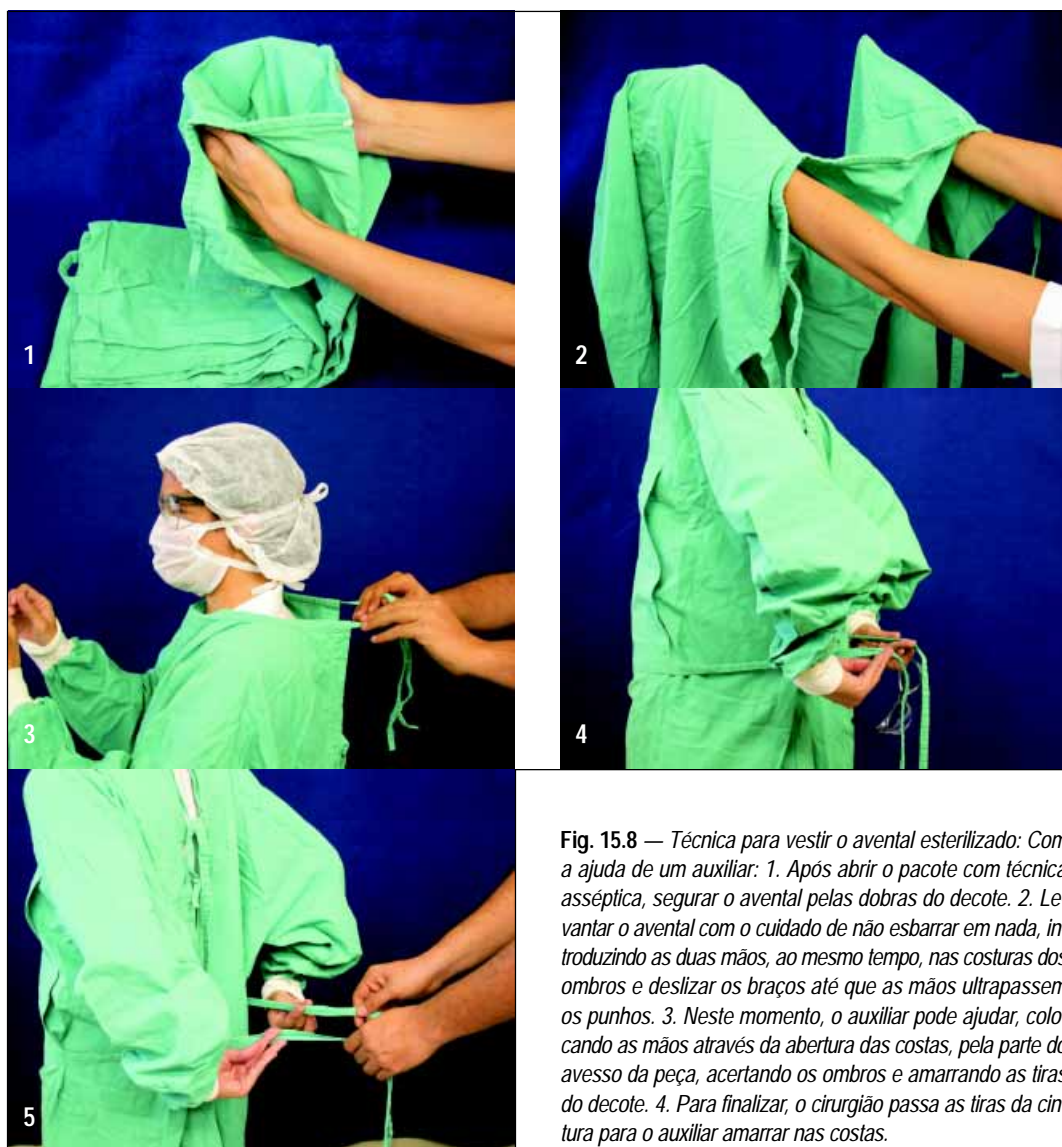 1
2
3
4
5
Fig. 15.8 — Técnica para vestir o avental esterilizado: Com
a ajuda de um auxiliar: 1. Após abrir o pacote com técnica
asséptica, segurar o avental pelas dobras do decote. 2. Le
vantar o avental com o cuidado de não esbarrar em nada, in
troduzindo as duas mãos, ao mesmo tempo, nas costuras dos
ombros e deslizar os braços até que as mãos ultrapassem
os punhos. 3. Neste momento, o auxiliar pode ajudar, colo
cando as mãos através da abertura das costas, pela parte do
avesso da peça, acertando os ombros e amarrando as tiras
do decote. 4. Para finalizar, o cirurgião passa as tiras da cin
tura para o auxiliar amarrar nas costas.